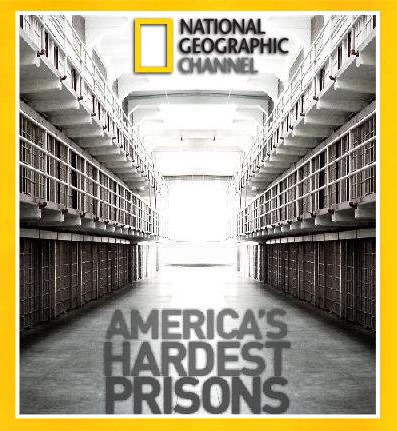 NATIONAL
GEOGRAPHIC
CHANNEL
AMERICA'S
HARDEST
PRISONS